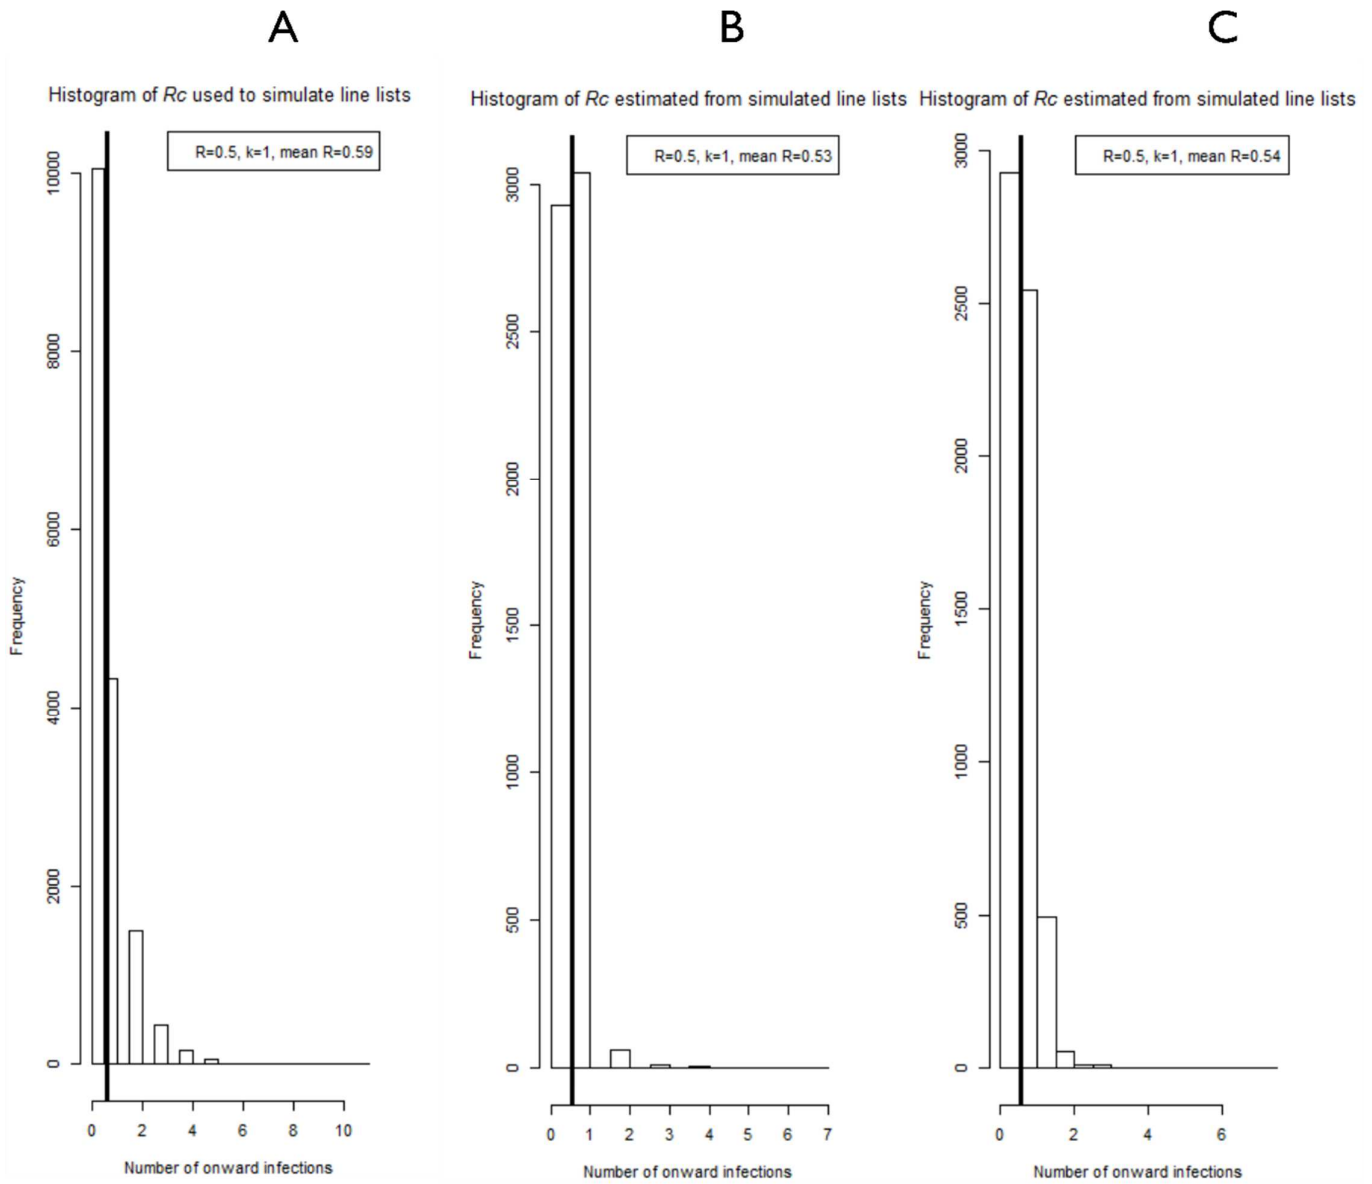 A
Histogram of Rc used to simulate line lists
R=0.5, k=1, mean R=0.59
Frequency
10000
8000
6000
4000
2000
0
0 2 4 6 8 10
Number of onward infections
B
Histogram of Rc estimated from simulated line lists
R=0.5, k=1, mean R=0.53
Frequency
3000
2500
2000
1500
1000
500
0
0 1 2 3 4 5 6 7
Number of onward infections
C
Histogram of Rc estimated from simulated line lists
R=0.5, k=1, mean R=0.54
Frequency
3000
2500
2000
1500
1000
500
0
0 2 4 6
Number of onward infections